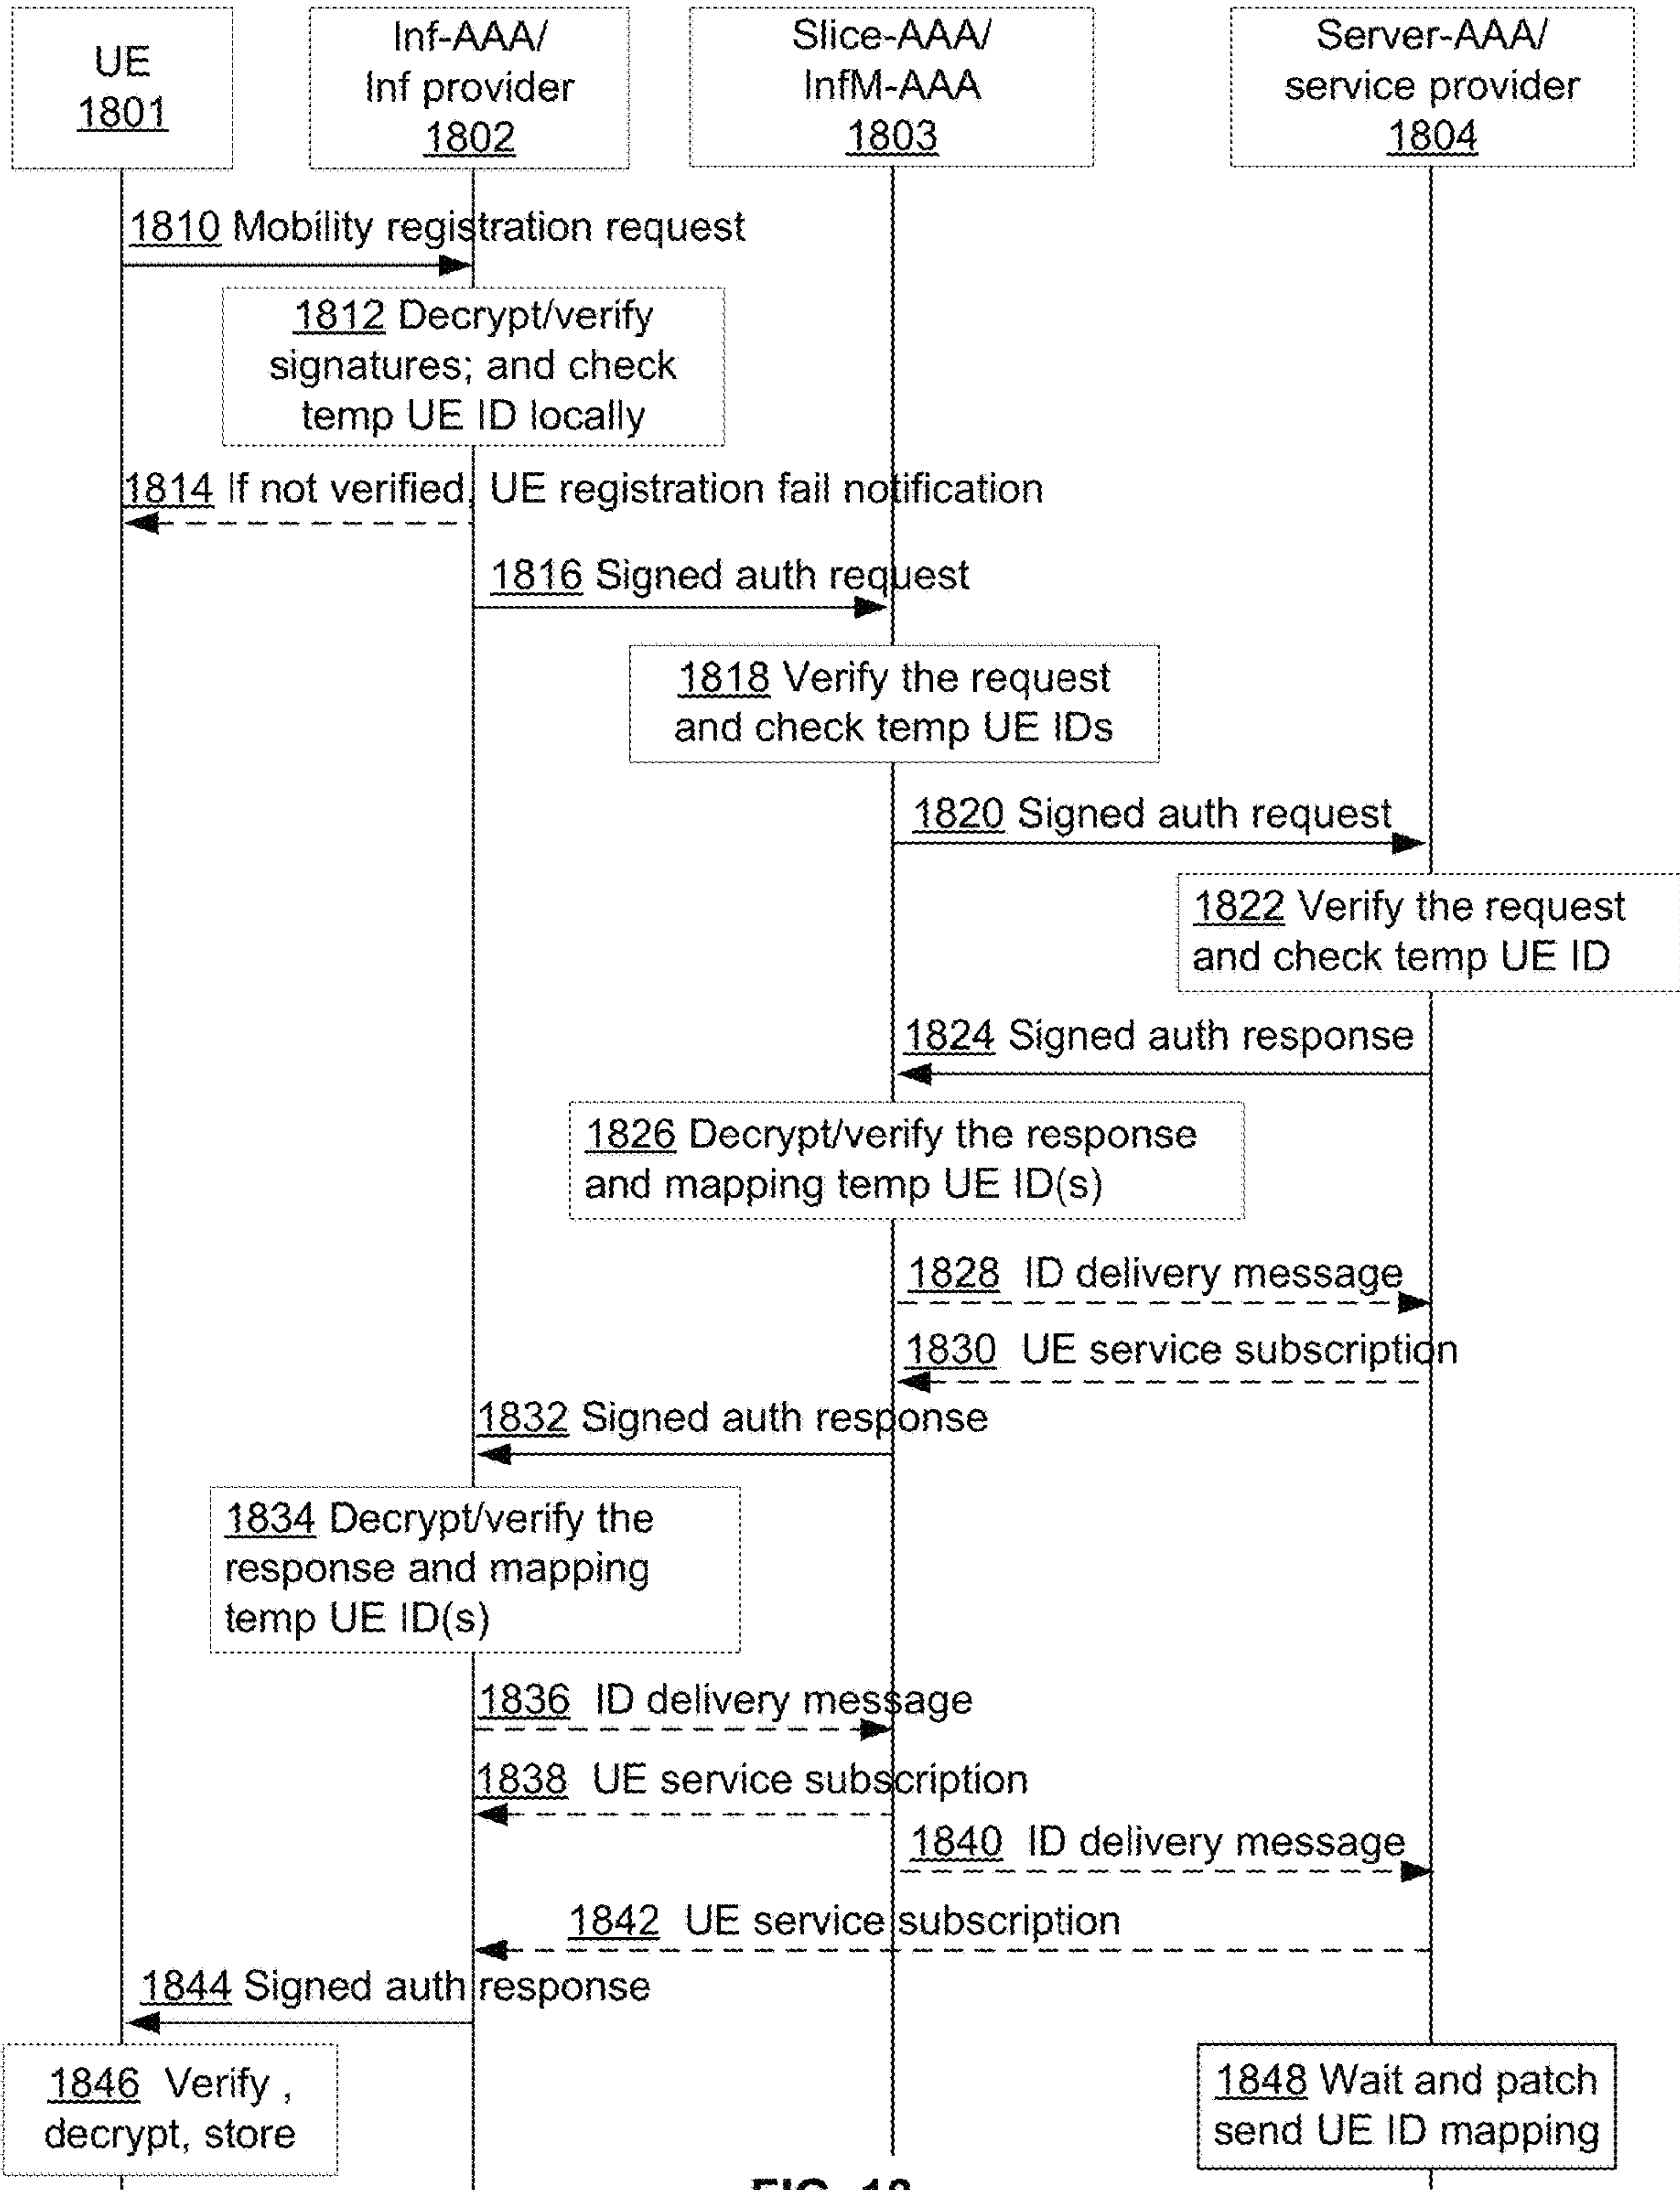 UE
1801
Inf-AAA/
Inf provider
1802
Slice-AAA/
InfM-AAA
1803
Server-AAA/
service provider
1804
1810 Mobility registration request
1812 Decrypt/verify
signatures; and check
temp UE ID locally
1814 If not verified, UE registration fail notification
1816 Signed auth request
1818 Verify the request
and check temp UE IDs
1820 Signed auth request
1822 Verify the request
and check temp UE ID
1824 Signed auth response
1826 Decrypt/verify the response
and mapping temp UE ID(s)
1828 ID delivery message
1830 UE service subscription
1832 Signed auth response
1834 Decrypt/verify the
response and mapping
temp UE ID(s)
1836 ID delivery message
1838 UE service subscription
1840 ID delivery message
1842 UE service subscription
1844 Signed auth response
1846 Verify ,
decrypt, store
1848 Wait and patch
send UE ID mapping